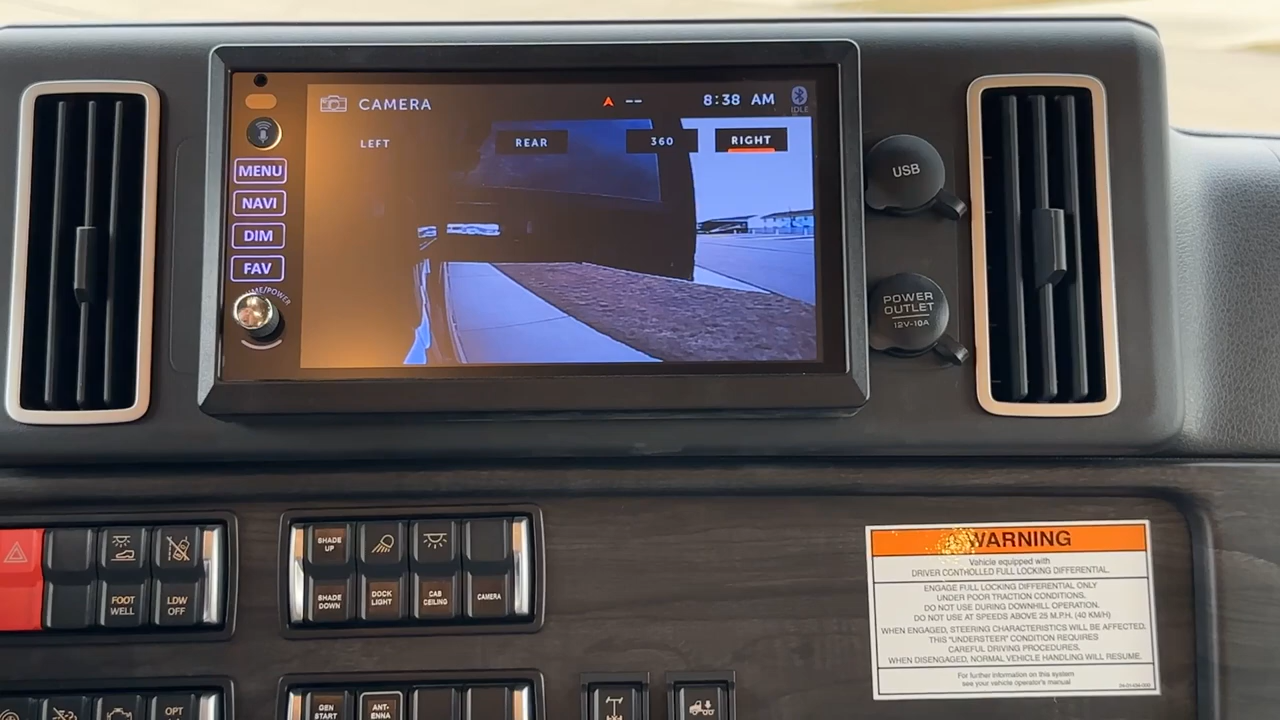 CAMERA
--
8:38 AM
IDLE
LEFT
REAR
360
RIGHT
MENU
NAVI
DIM
FAV
USB
POWER
OUTLET
12V-10A
SHADE
UP
FOOT
WELL
LDW
OFF
SHADE
DOWN
DOCK
LIGHT
CAB
CEILING
CAMERA
OPT
GEN
START
ANT-
ENNA
WARNING
Vehicle equipped with
DRIVER CONTROLLED FULL LOCKING DIFFERENTIAL.
ENGAGE FULL LOCKING DIFFERENTIAL ONLY
UNDER POOR TRACTION CONDITIONS.
DO NOT USE DURING DOWNHILL OPERATION.
DO NOT USE AT SPEEDS ABOVE 25 M.P.H. (40 KM/H)
WHEN ENGAGED, STEERING CHARACTERISTICS WILL BE AFFECTED.
THIS "UNDERSTEER" CONDITION REQUIRES
CAREFUL DRIVING PROCEDURES.
WHEN DISENGAGED, NORMAL VEHICLE HANDLING WILL RESUME.
For further information on this system
see your vehicle operator's manual